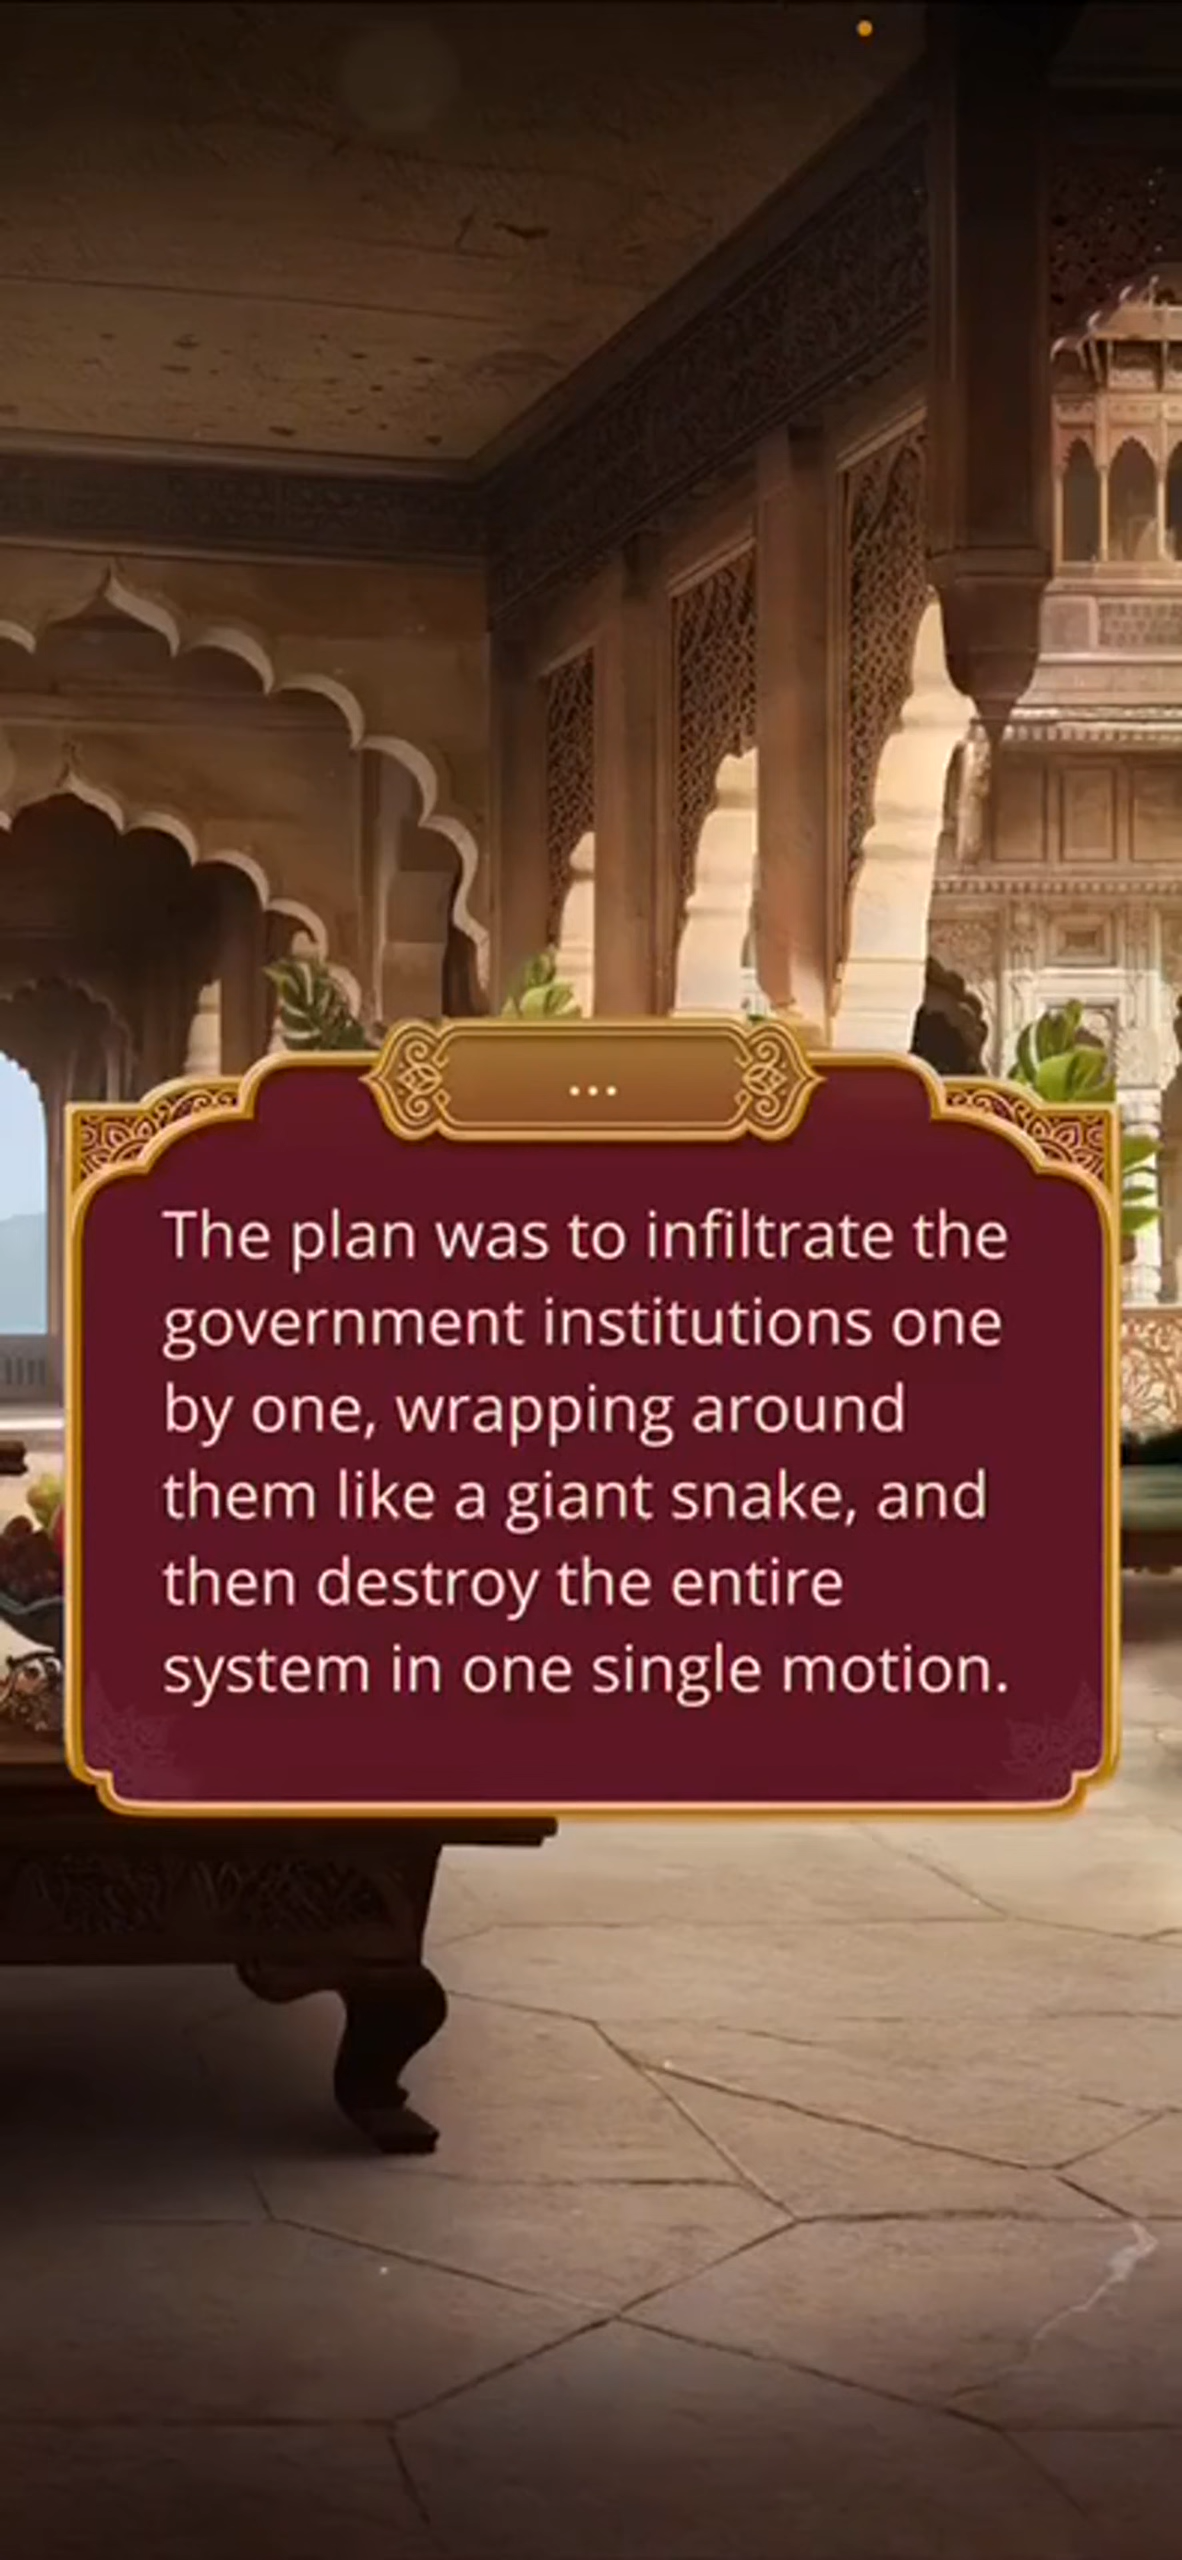 ...
The plan was to infiltrate the
government institutions one
by one, wrapping around
them like a giant snake, and
then destroy the entire
system in one single motion.